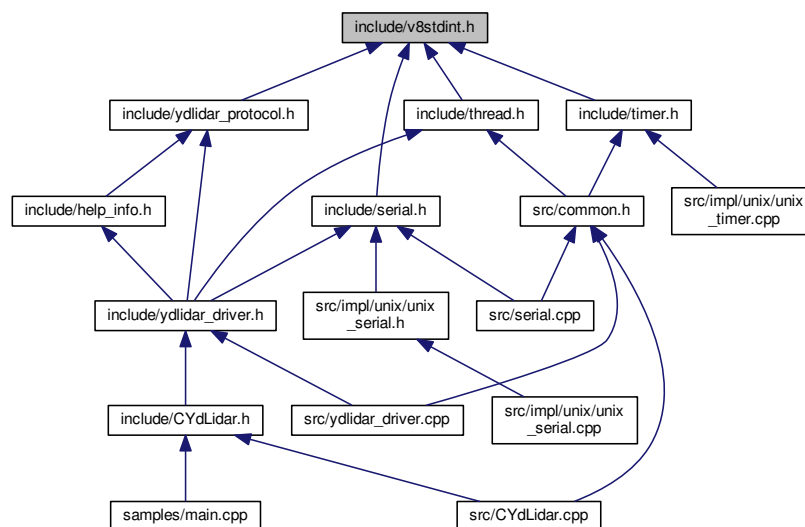 include/v8stdint.h
include/ydlidar_protocol.h
include/thread.h
include/timer.h
include/help_info.h
include/serial.h
src/common.h
src/impl/unix/unix
_timer.cpp
include/ydlidar_driver.h
src/impl/unix/unix
_serial.h
src/serial.cpp
include/CYdLidar.h
src/ydlidar_driver.cpp
src/impl/unix/unix
_serial.cpp
samples/main.cpp
src/CYdLidar.cpp